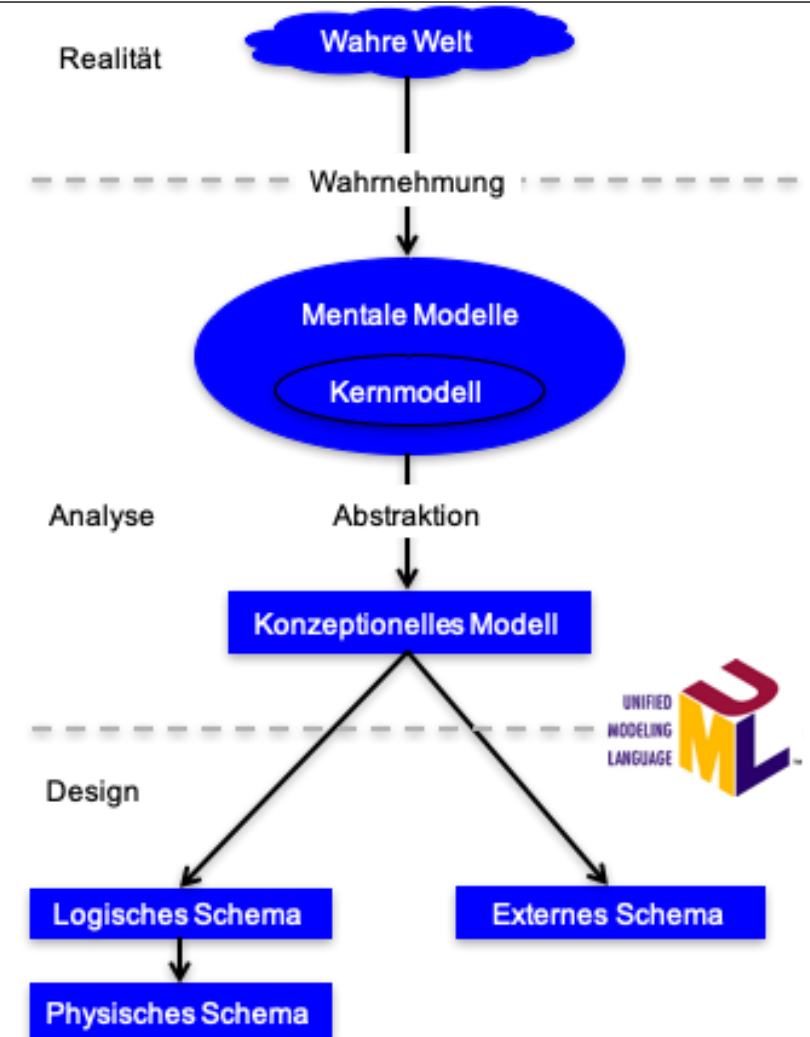 Wahre Welt
Realität
Wahrnehmung
Mentale Modelle
Kernmodell
Analyse
Abstraktion
Konzeptionelles Modell
UNIFIED
MODELING
LANGUAGE
UML
Design
Logisches Schema
Externes Schema
Physisches Schema